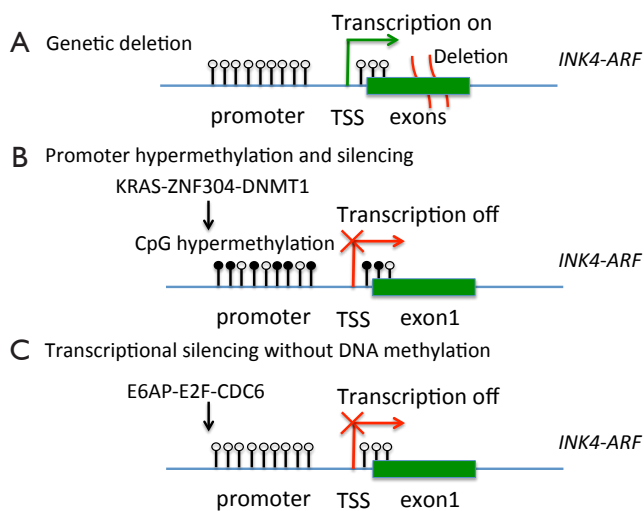 A Genetic deletion
Transcription on
Deletion
INK4-ARF
promoter TSS exons
B Promoter hypermethylation and silencing
KRAS-ZNF304-DNMT1
Transcription off
CpG hypermethylation
INK4-ARF
promoter TSS exon1
C Transcriptional silencing without DNA methylation
E6AP-E2F-CDC6
Transcription off
INK4-ARF
promoter TSS exon1